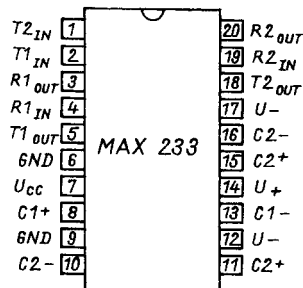 T2IN 1 20 R2OUT
T1IN 2 19 R2IN
R1OUT 3 18 T2OUT
R1IN 4 17 U-
T1OUT 5 16 C2-
GND 6 15 C2+
UCC 7 14 U+
C1+ 8 13 C1-
GND 9 12 U-
C2- 10 11 C2+
MAX 233